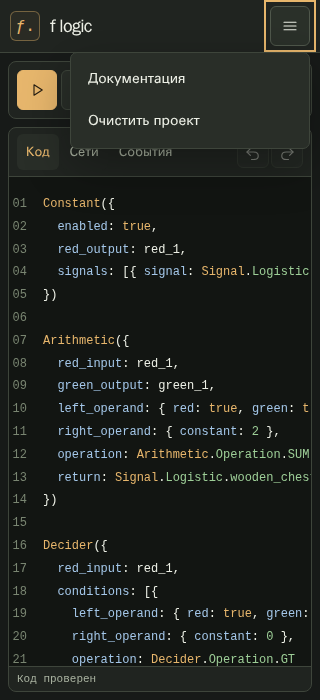 f. f logic
Документация
Очистить проект
Код Сети События
01 Constant({
02   enabled: true,
03   red_output: red_1,
04   signals: [{ signal: Signal.Logistic
05 })
06
07 Arithmetic({
08   red_input: red_1,
09   green_output: green_1,
10   left_operand: { red: true, green: t
11   right_operand: { constant: 2 },
12   operation: Arithmetic.Operation.SUM
13   return: Signal.Logistic.wooden_ches
14 })
15
16 Decider({
17   red_input: red_1,
18   conditions: [{
19     left_operand: { red: true, green:
20     right_operand: { constant: 0 },
21     operation: Decider.Operation.GT
Код проверен